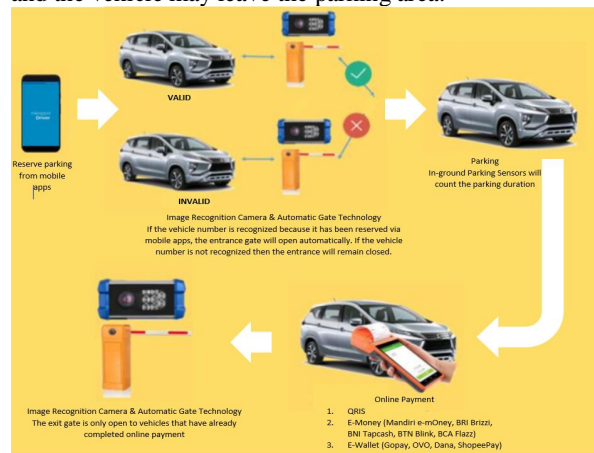 and the vehicle may leave the parking area.
VALID
Reserve parking
from mobile
apps
INVALID
Parking
In-ground Parking Sensors will
count the parking duration
Image Recognition Camera & Automatic Gate Technology
If the vehicle number is recognized because it has been reserved via
mobile apps, the entrance gate will open automatically. If the vehicle
number is not recognized then the entrance will remain closed.
Image Recognition Camera & Automatic Gate Technology
The exit gate is only open to vehicles that have already
completed online payment
Online Payment
1. QRIS
2. E-Money (Mandiri e-mOney, BRI Brizzi,
BNI Tapcash, BTN Blink, BCA Flazz)
3. E-Wallet (Gopay, OVO, Dana, ShopeePay)